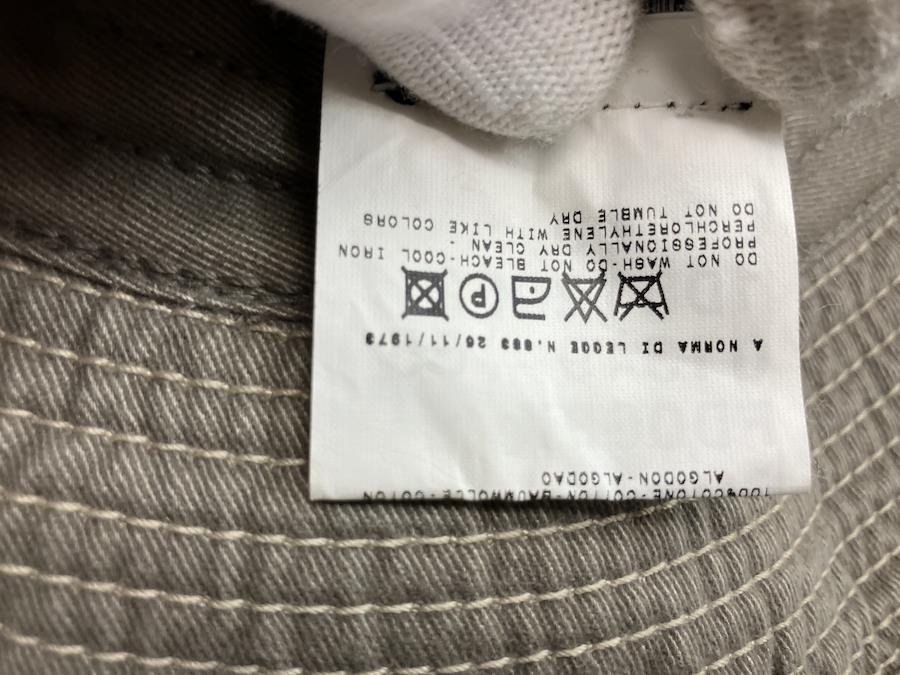 100%COTONE-COTTON-BAUMWOLLE-COTON
ALGODON-ALGODAO
A NORMA DI LEGGE N.883 26/11/1973
P
DO NOT WASH-DO NOT BLEACH-COOL IRON
PROFESSIONALLY DRY CLEAN -
PERCHLORETHYLENE WITH LIKE COLORS
DO NOT TUMBLE DRY